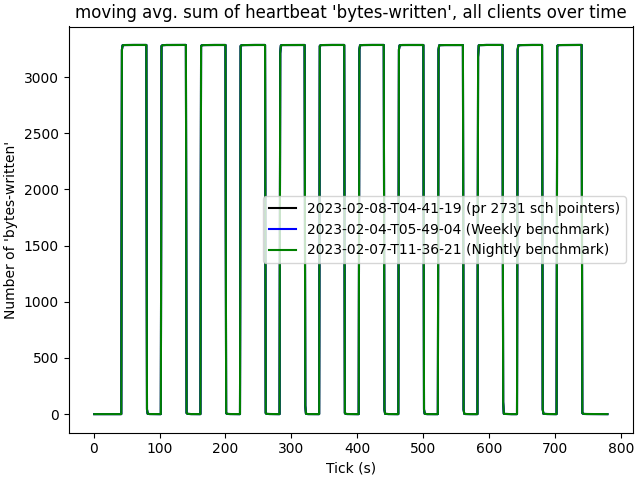 moving avg. sum of heartbeat 'bytes-written', all clients over time
Number of 'bytes-written'
3000
2500
2000
1500
1000
500
0
2023-02-08-T04-41-19 (pr 2731 sch pointers)
2023-02-04-T05-49-04 (Weekly benchmark)
2023-02-07-T11-36-21 (Nightly benchmark)
0 100 200 300 400 500 600 700 800
Tick (s)